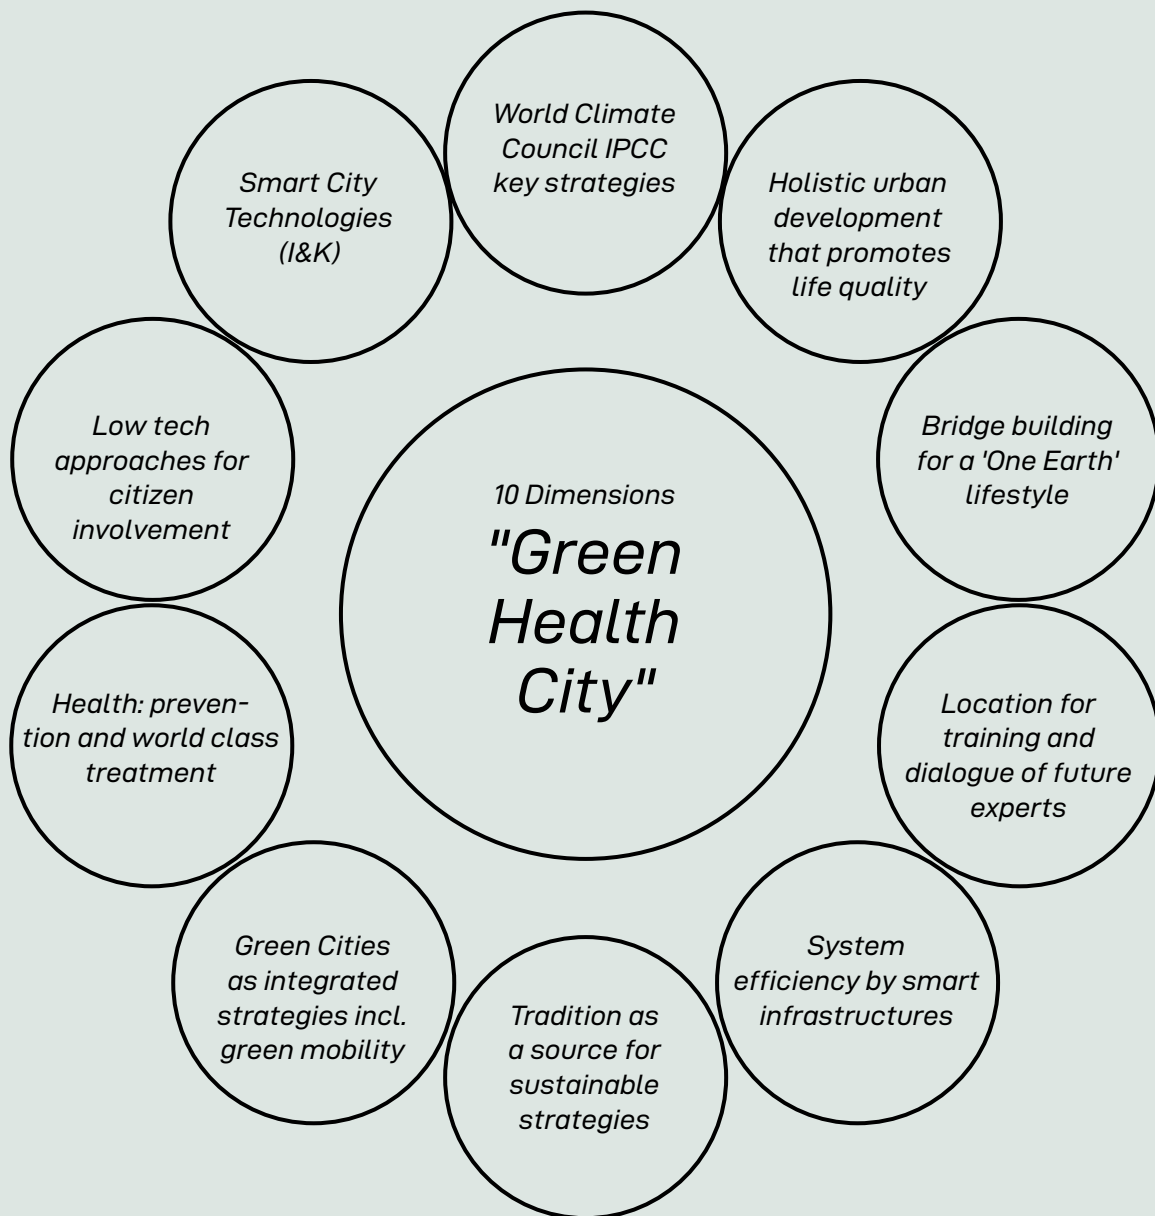 World Climate
Council IPCC
key strategies
Holistic urban
development
that promotes
life quality
Bridge building
for a 'One Earth'
lifestyle
Location for
training and
dialogue of future
experts
System
efficiency by smart
infrastructures
Tradition as
a source for
sustainable
strategies
Green Cities
as integrated
strategies incl.
green mobility
Health: preven-
tion and world class
treatment
Low tech
approaches for
citizen
involvement
Smart City
Technologies
(I&K)
10 Dimensions
"Green
Health
City"